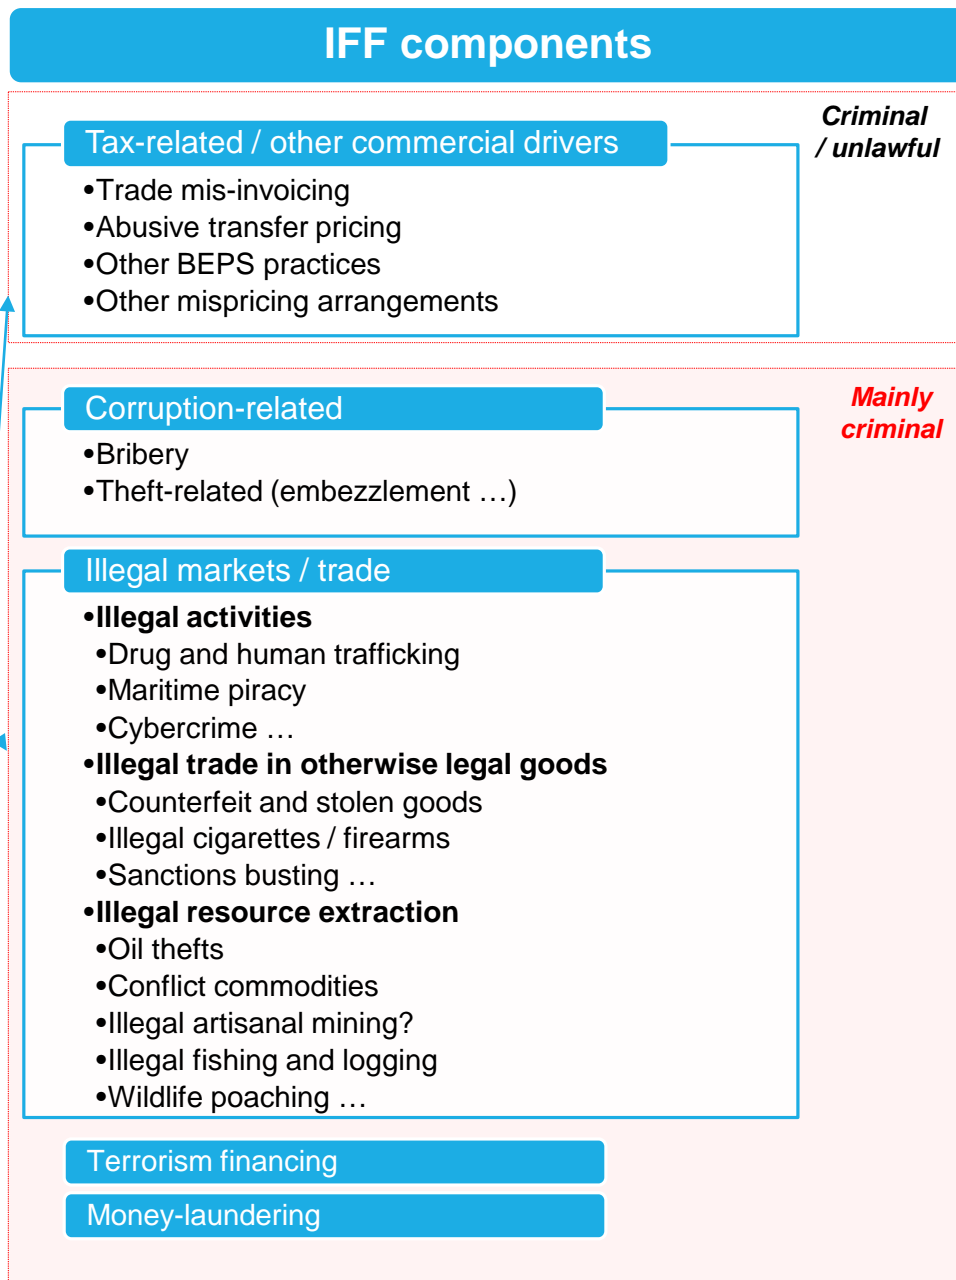 IFF components
Criminal
/ unlawful
Tax-related / other commercial drivers
•Trade mis-invoicing
•Abusive transfer pricing
•Other BEPS practices
•Other mispricing arrangements
Mainly
criminal
Corruption-related
•Bribery
•Theft-related (embezzlement …)
Illegal markets / trade
•Illegal activities
•Drug and human trafficking
•Maritime piracy
•Cybercrime …
•Illegal trade in otherwise legal goods
•Counterfeit and stolen goods
•Illegal cigarettes / firearms
•Sanctions busting …
•Illegal resource extraction
•Oil thefts
•Conflict commodities
•Illegal artisanal mining?
•Illegal fishing and logging
•Wildlife poaching …
Terrorism financing
Money-laundering